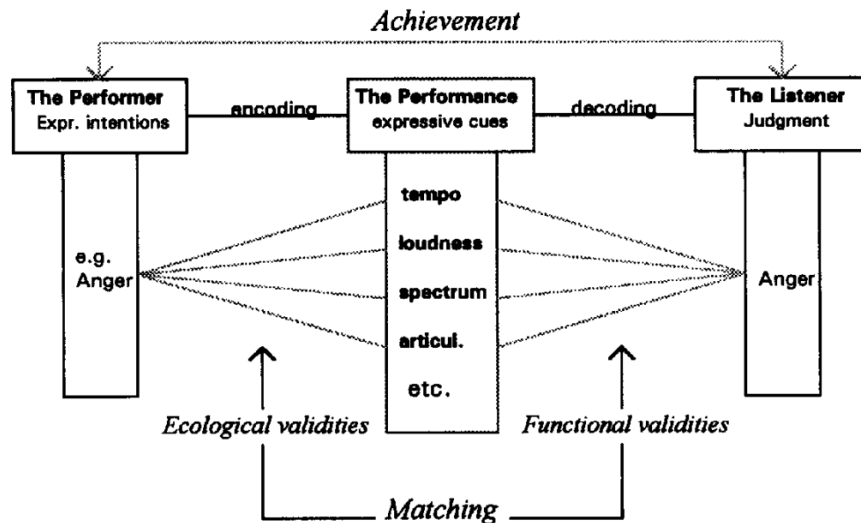 Achievement
The Performer
Expr. intentions
encoding
The Performance
expressive cues
decoding
The Listener
Judgment
e.g.
Anger
tempo
loudness
spectrum
articul.
etc.
Anger
Ecological validities
Functional validities
Matching